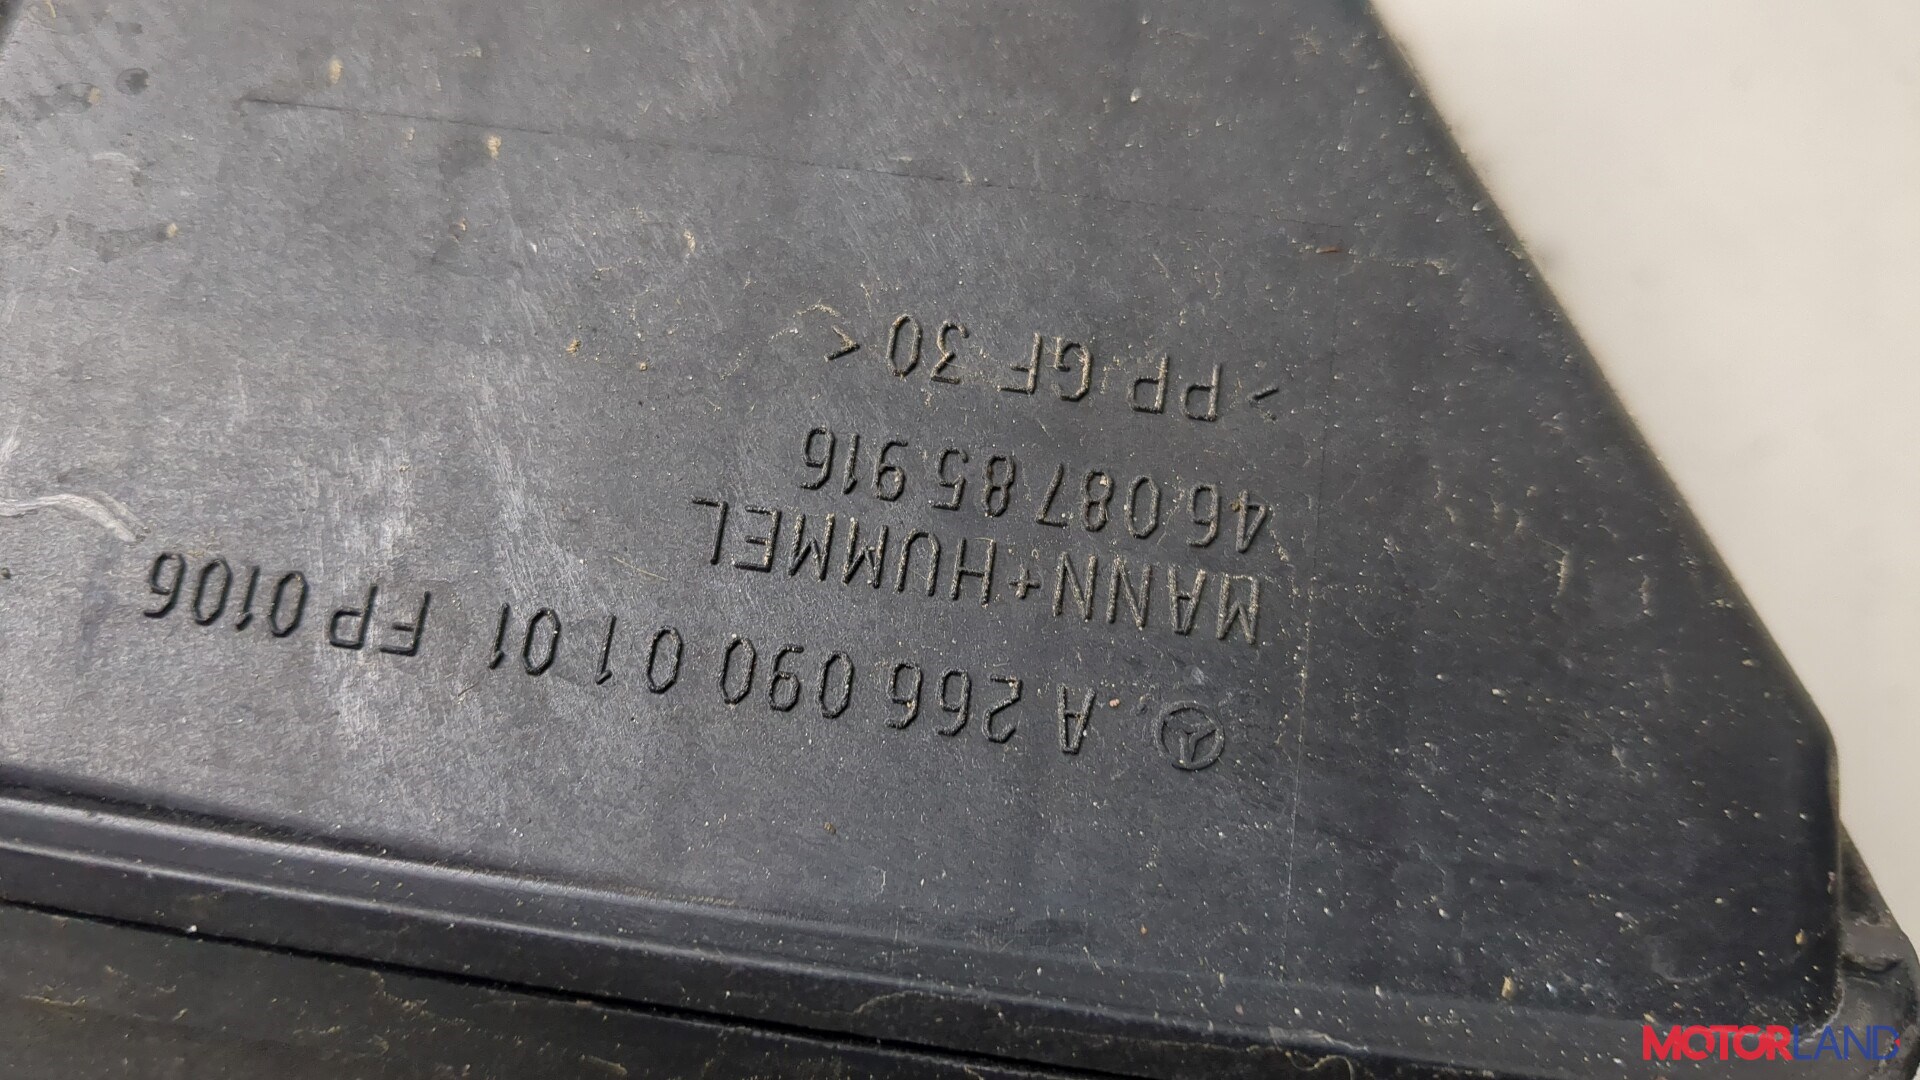 A 266 090 01 01 FP 0106
MANN+HUMMEL
46 087 85 916
> PP GF 30 <
MOTORLAND